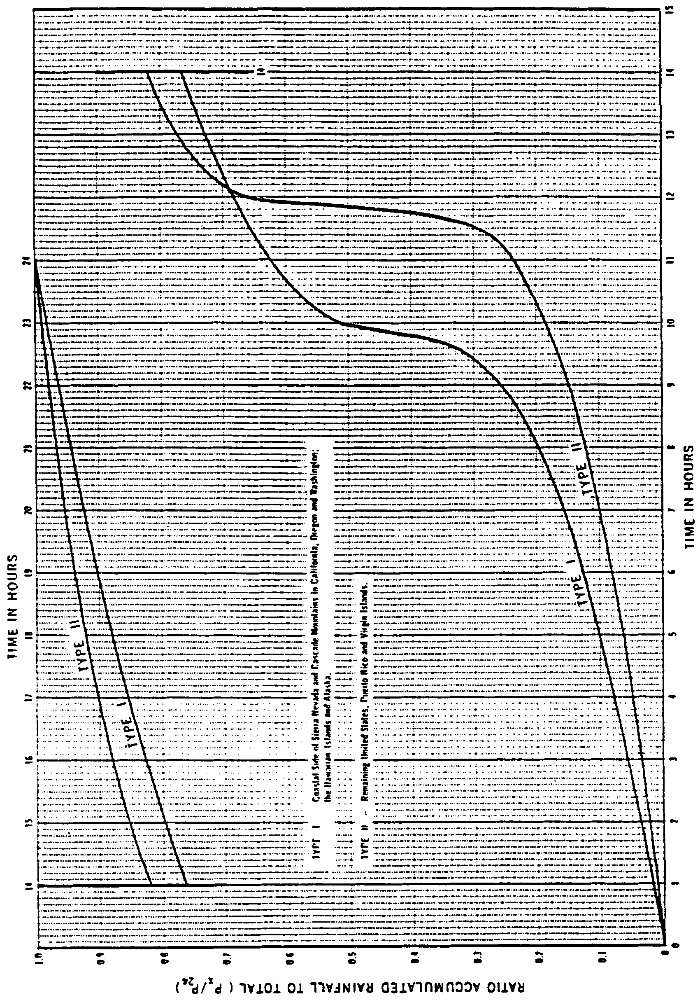 TIME IN HOURS
14 15 16 17 18 19 20 21 22 23 24
TYPE II
TYPE I
TYPE I Coastal Side of Sierra Nevada and Cascade Mountains in California, Oregon and Washington;
the Hawaiian Islands and Alaska.
TYPE II - Remaining United States, Puerto Rico and Virgin Islands.
TYPE I
TYPE II
RATIO ACCUMULATED RAINFALL TO TOTAL ( Px/P24)
1.0
0.9
0.8
0.7
0.6
0.5
0.4
0.3
0.2
0.1
0
0 1 2 3 4 5 6 7 8 9 10 11 12 13 14 15
TIME IN HOURS